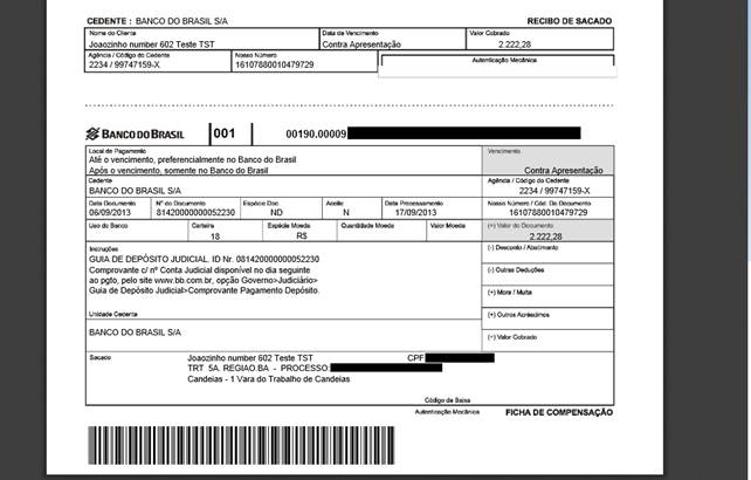 CEDENTE : BANCO DO BRASIL S/A RECIBO DE SACADO
Nome do Cliente Data de Vencimento Valor Cobrado
Joaozinho number 602 Teste TST Contra Apresentação 2.222,28
Agência / Código do Cedente Nosso Número Autenticação Mecânica
2234 / 99747159-X 16107880010479729
BANCO DO BRASIL 001 00190.00009
Local de Pagamento Vencimento
Até o vencimento, preferencialmente no Banco do Brasil
Após o vencimento, somente no Banco do Brasil Contra Apresentação
Cedente Agência / Código do Cedente
BANCO DO BRASIL S/A 2234 / 99747159-X
Data Documento Nº do Documento Espécie Doc Aceite Data Processamento Nosso Número / Cód. Do Documento
06/09/2013 81420000000052230 ND N 17/09/2013 16107880010479729
Uso do Banco Carteira Espécie Moeda Quantidade Moeda Valor Moeda (=) Valor do Documento
18 R$ 2.222,28
Instruções (-) Desconto / Abatimento
GUIA DE DEPÓSITO JUDICIAL. ID Nr. 081420000000052230
Comprovante c/ nº Conta Judicial disponível no dia seguinte (-) Outras Deduções
ao pgto, pelo site www.bb.com.br, opção Governo>Judiciário>
Guia de Depósito Judicial>Comprovante Pagamento Depósito. (+) Mora / Multa
Unidade Cedente (+) Outros Acréscimos
BANCO DO BRASIL S/A (=) Valor Cobrado
Sacado Joaozinho number 602 Teste TST CPF
TRT 5A. REGIAO.BA - PROCESSO:
Candeias - 1 Vara do Trabalho de Candeias
Código de Baixa
Autenticação Mecânica FICHA DE COMPENSAÇÃO